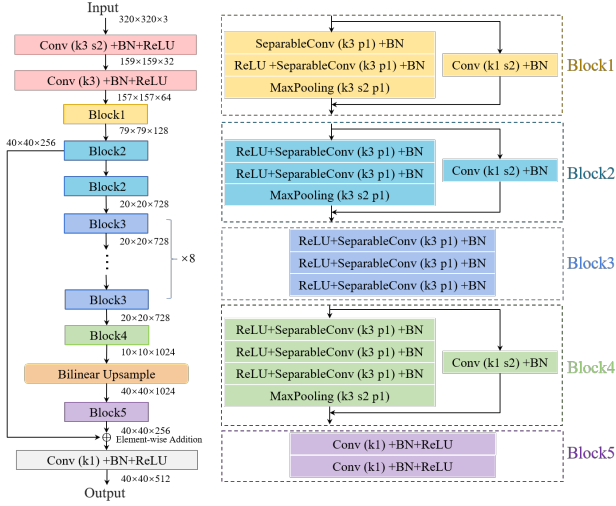 Input
320×320×3
Conv (k3 s2) +BN+ReLU
159×159×32
Conv (k3) +BN+ReLU
157×157×64
Block1
79×79×128
40×40×256
Block2
Block2
20×20×728
Block3
20×20×728
×8
Block3
20×20×728
Block4
10×10×1024
Bilinear Upsample
40×40×1024
Block5
40×40×256
Element-wise Addition
Conv (k1) +BN+ReLU
40×40×512
Output
SeparableConv (k3 p1) +BN
ReLU +SeparableConv (k3 p1) +BN
MaxPooling (k3 s2 p1)
Conv (k1 s2) +BN
Block1
ReLU+SeparableConv (k3 p1) +BN
ReLU+SeparableConv (k3 p1) +BN
MaxPooling (k3 s2 p1)
Conv (k1 s2) +BN
Block2
ReLU+SeparableConv (k3 p1) +BN
ReLU+SeparableConv (k3 p1) +BN
ReLU+SeparableConv (k3 p1) +BN
Block3
ReLU+SeparableConv (k3 p1) +BN
ReLU+SeparableConv (k3 p1) +BN
ReLU+SeparableConv (k3 p1) +BN
MaxPooling (k3 s2 p1)
Conv (k1 s2) +BN
Block4
Conv (k1) +BN+ReLU
Conv (k1) +BN+ReLU
Block5